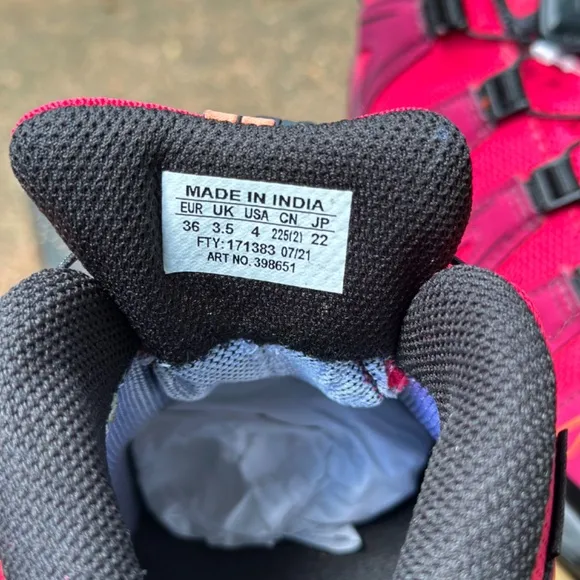 MADE IN INDIA
EUR UK USA CN JP
36 3.5 4 225(2) 22
FTY: 171383 07/21
ART NO. 398651